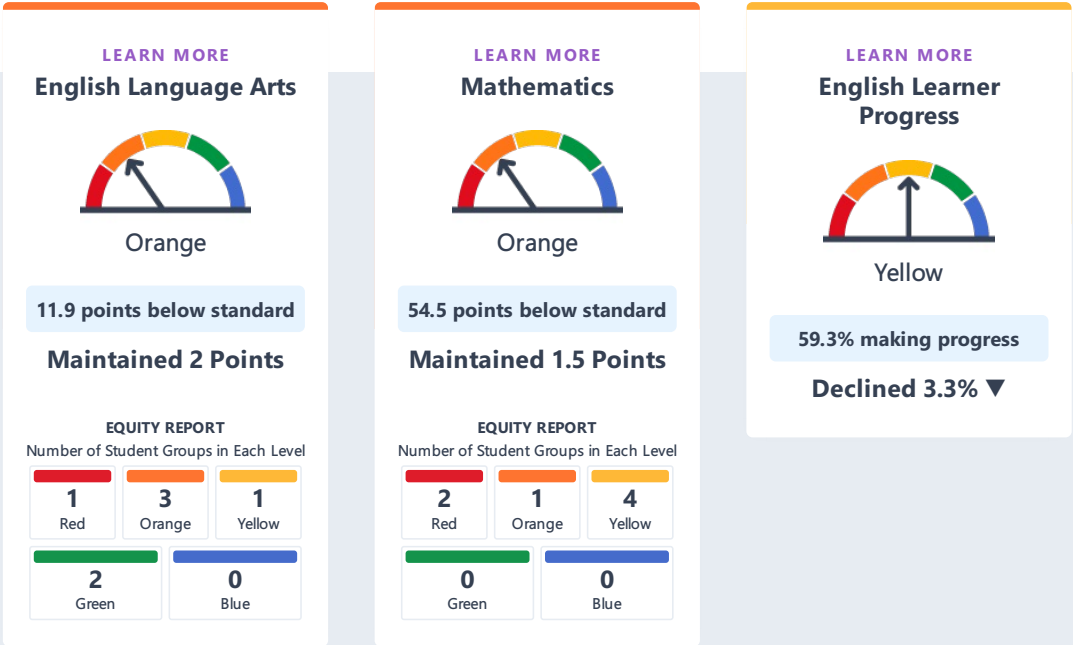 LEARN MORE
English Language Arts
Orange
11.9 points below standard
Maintained 2 Points
EQUITY REPORT
Number of Student Groups in Each Level
1
Red
3
Orange
1
Yellow
2
Green
0
Blue
LEARN MORE
Mathematics
Orange
54.5 points below standard
Maintained 1.5 Points
EQUITY REPORT
Number of Student Groups in Each Level
2
Red
1
Orange
4
Yellow
0
Green
0
Blue
LEARN MORE
English Learner
Progress
Yellow
59.3% making progress
Declined 3.3% ▼